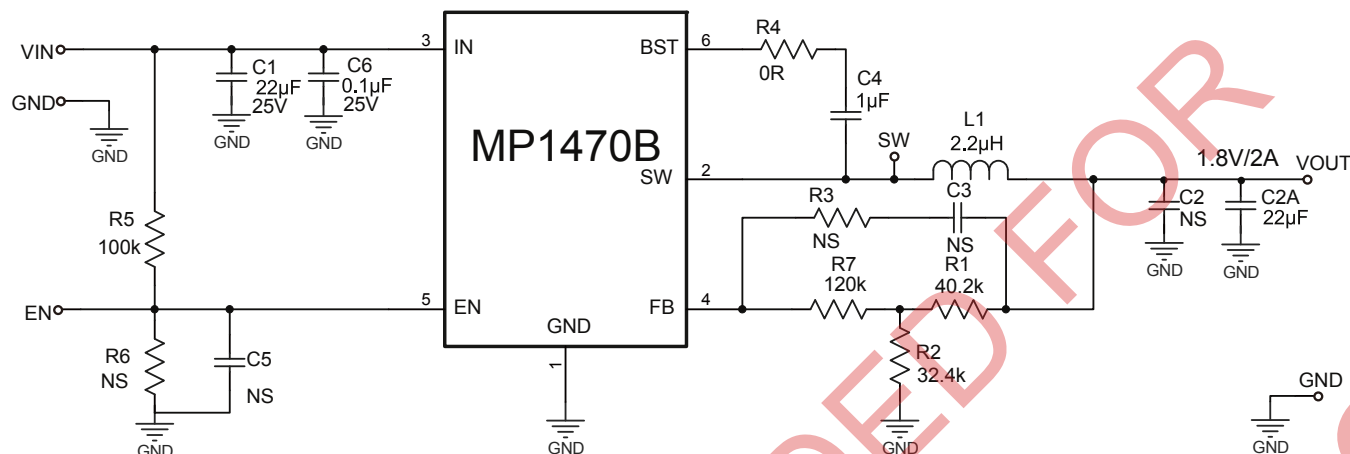 VIN
GND
GND
C1
22µF
25V
GND
C6
0.1µF
25V
GND
3
IN
MP1470B
BST
6
R4
0R
C4
1µF
SW
2
SW
L1
2.2µH
1.8V/2A
VOUT
C2
NS
GND
C2A
22µF
GND
R3
NS
C3
NS
R5
100k
R7
120k
R1
40.2k
FB
4
R2
32.4k
GND
EN
5
EN
R6
NS
C5
NS
GND
GND
1
GND
GND
GND
DED FOR